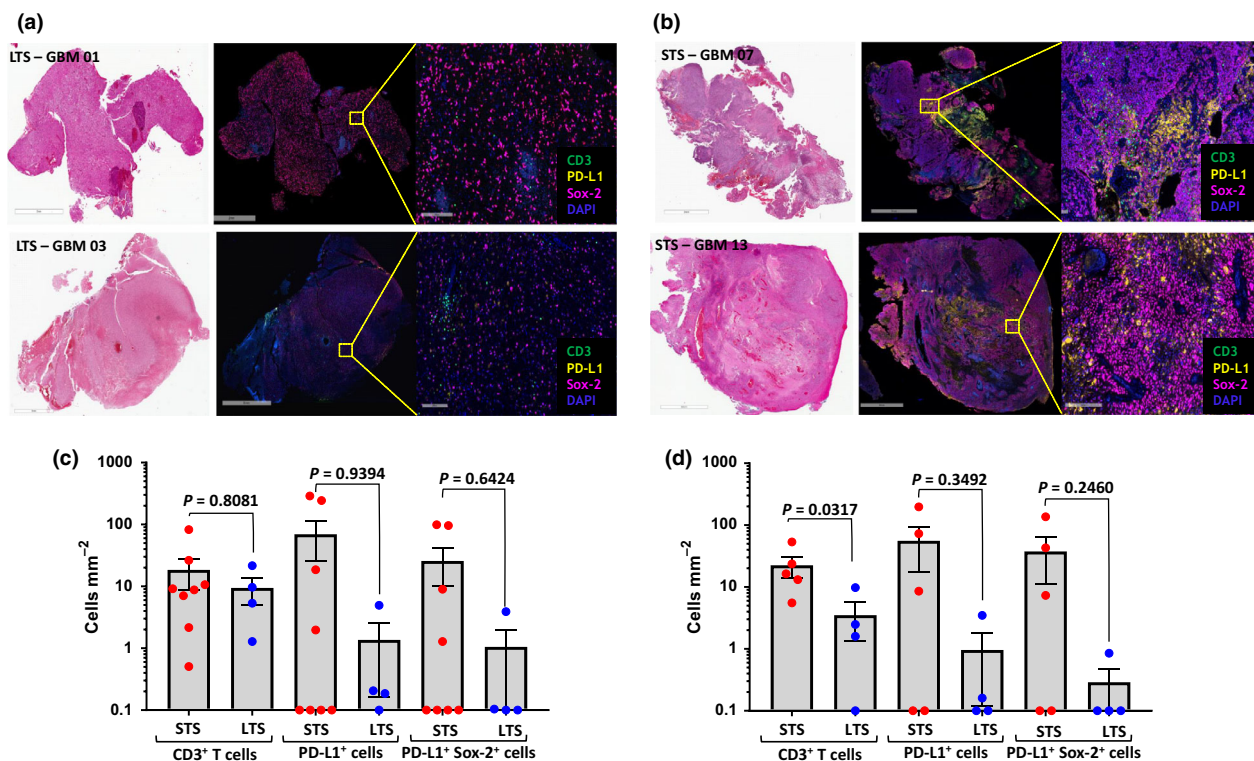 (a)
LTS – GBM 01
CD3
PD-L1
Sox-2
DAPI
LTS – GBM 03
CD3
PD-L1
Sox-2
DAPI
(b)
STS – GBM 07
CD3
PD-L1
Sox-2
DAPI
STS – GBM 13
CD3
PD-L1
Sox-2
DAPI
(c)
Cells mm⁻²
1000
100
10
1
0.1
P = 0.8081
P = 0.9394
P = 0.6424
STS LTS STS LTS STS LTS
CD3⁺ T cells PD-L1⁺ cells PD-L1⁺ Sox-2⁺ cells
(d)
Cells mm⁻²
1000
100
10
1
0.1
P = 0.0317
P = 0.3492
P = 0.2460
STS LTS STS LTS STS LTS
CD3⁺ T cells PD-L1⁺ cells PD-L1⁺ Sox-2⁺ cells